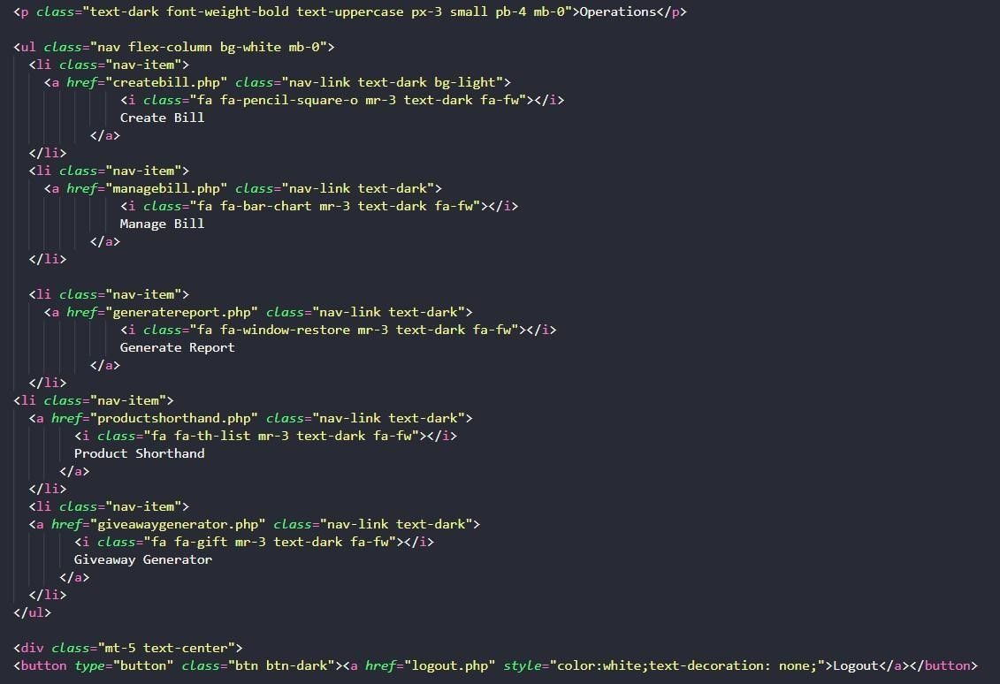 <p class="text-dark font-weight-bold text-uppercase px-3 small pb-4 mb-0">Operations</p>
<ul class="nav flex-column bg-white mb-0">
<li class="nav-item">
<a href="createbill.php" class="nav-link text-dark bg-light">
<i class="fa fa-pencil-square-o mr-3 text-dark fa-fw"></i>
Create Bill
</a>
</li>
<li class="nav-item">
<a href="managebill.php" class="nav-link text-dark">
<i class="fa fa-bar-chart mr-3 text-dark fa-fw"></i>
Manage Bill
</a>
</li>
<li class="nav-item">
<a href="generatereport.php" class="nav-link text-dark">
<i class="fa fa-window-restore mr-3 text-dark fa-fw"></i>
Generate Report
</a>
</li>
<li class="nav-item">
<a href="productshorthand.php" class="nav-link text-dark">
<i class="fa fa-th-list mr-3 text-dark fa-fw"></i>
Product Shorthand
</a>
</li>
<li class="nav-item">
<a href="giveawaygenerator.php" class="nav-link text-dark">
<i class="fa fa-gift mr-3 text-dark fa-fw"></i>
Giveaway Generator
</a>
</li>
</ul>
<div class="mt-5 text-center">
<button type="button" class="btn btn-dark"><a href="logout.php" style="color:white;text-decoration: none;">Logout</a></button>